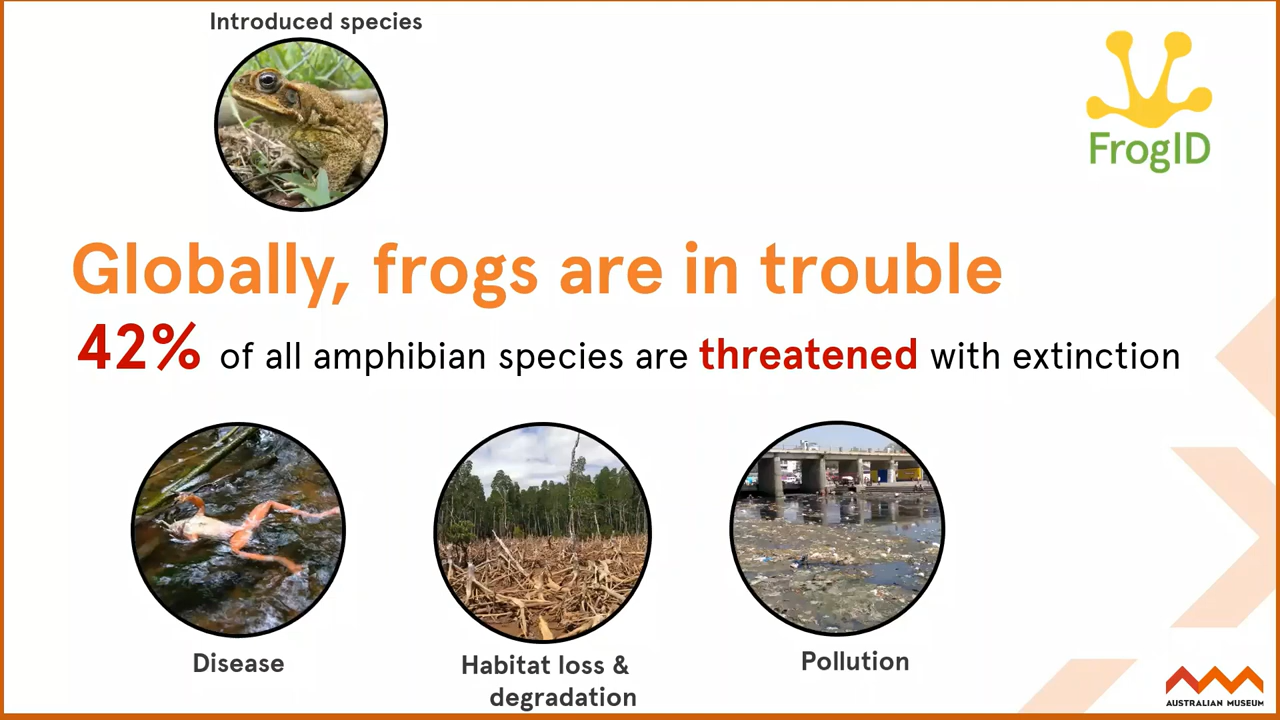 Introduced species
FrogID
Globally, frogs are in trouble
42% of all amphibian species are threatened with extinction
Disease
Habitat loss &
degradation
Pollution
AUSTRALIAN MUSEUM